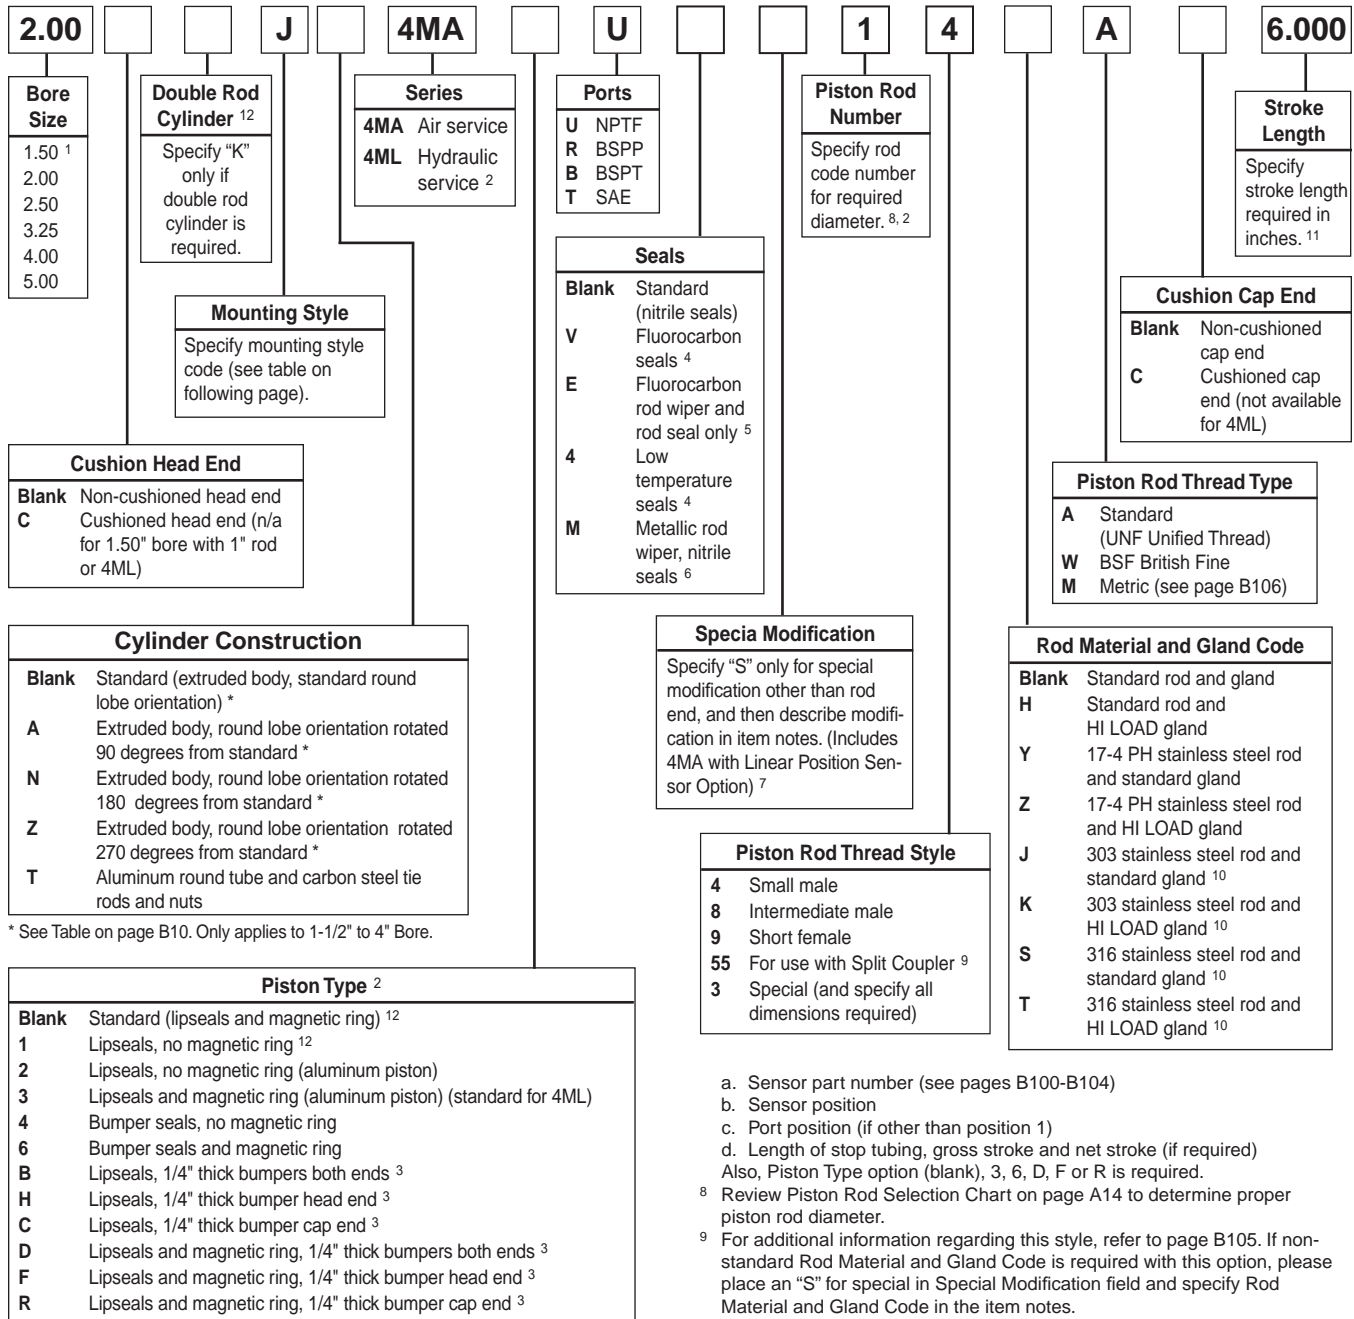 2.00 J 4MA U 1 4 A 6.000
Bore
Size
1.50 1
2.00
2.50
3.25
4.00
5.00
Double Rod
Cylinder 12
Specify “K”
only if
double rod
cylinder is
required.
Series
4MA Air service
4ML Hydraulic
service 2
Ports
U NPTF
R BSPP
B BSPT
T SAE
Piston Rod
Number
Specify rod
code number
for required
diameter. 8, 2
Stroke
Length
Specify
stroke length
required in
inches. 11
Mounting Style
Specify mounting style
code (see table on
following page).
Seals
Blank Standard
(nitrile seals)
V Fluorocarbon
seals 4
E Fluorocarbon
rod wiper and
rod seal only 5
4 Low
temperature
seals 4
M Metallic rod
wiper, nitrile
seals 6
Cushion Cap End
Blank Non-cushioned
cap end
C Cushioned cap
end (not available
for 4ML)
Cushion Head End
Blank Non-cushioned head end
C Cushioned head end (n/a
for 1.50" bore with 1" rod
or 4ML)
Piston Rod Thread Type
A Standard
(UNF Unified Thread)
W BSF British Fine
M Metric (see page B106)
Cylinder Construction
Blank Standard (extruded body, standard round
lobe orientation) *
A Extruded body, round lobe orientation rotated
90 degrees from standard *
N Extruded body, round lobe orientation rotated
180 degrees from standard *
Z Extruded body, round lobe orientation rotated
270 degrees from standard *
T Aluminum round tube and carbon steel tie
rods and nuts
* See Table on page B10. Only applies to 1-1/2" to 4" Bore.
Specia Modification
Specify “S” only for special
modification other than rod
end, and then describe modifi-
cation in item notes. (Includes
4MA with Linear Position Sen-
sor Option) 7
Rod Material and Gland Code
Blank Standard rod and gland
H Standard rod and
HI LOAD gland
Y 17-4 PH stainless steel rod
and standard gland
Z 17-4 PH stainless steel rod
and HI LOAD gland
J 303 stainless steel rod and
standard gland 10
K 303 stainless steel rod and
HI LOAD gland 10
S 316 stainless steel rod and
standard gland 10
T 316 stainless steel rod and
HI LOAD gland 10
Piston Rod Thread Style
4 Small male
8 Intermediate male
9 Short female
55 For use with Split Coupler 9
3 Special (and specify all
dimensions required)
Piston Type 2
Blank Standard (lipseals and magnetic ring) 12
1 Lipseals, no magnetic ring 12
2 Lipseals, no magnetic ring (aluminum piston)
3 Lipseals and magnetic ring (aluminum piston) (standard for 4ML)
4 Bumper seals, no magnetic ring
6 Bumper seals and magnetic ring
B Lipseals, 1/4" thick bumpers both ends 3
H Lipseals, 1/4" thick bumper head end 3
C Lipseals, 1/4" thick bumper cap end 3
D Lipseals and magnetic ring, 1/4" thick bumpers both ends 3
F Lipseals and magnetic ring, 1/4" thick bumper head end 3
R Lipseals and magnetic ring, 1/4" thick bumper cap end 3
a. Sensor part number (see pages B100-B104)
b. Sensor position
c. Port position (if other than position 1)
d. Length of stop tubing, gross stroke and net stroke (if required)
Also, Piston Type option (blank), 3, 6, D, F or R is required.
8 Review Piston Rod Selection Chart on page A14 to determine proper
piston rod diameter.
9 For additional information regarding this style, refer to page B105. If non-
standard Rod Material and Gland Code is required with this option, please
place an “S” for special in Special Modification field and specify Rod
Material and Gland Code in the item notes.